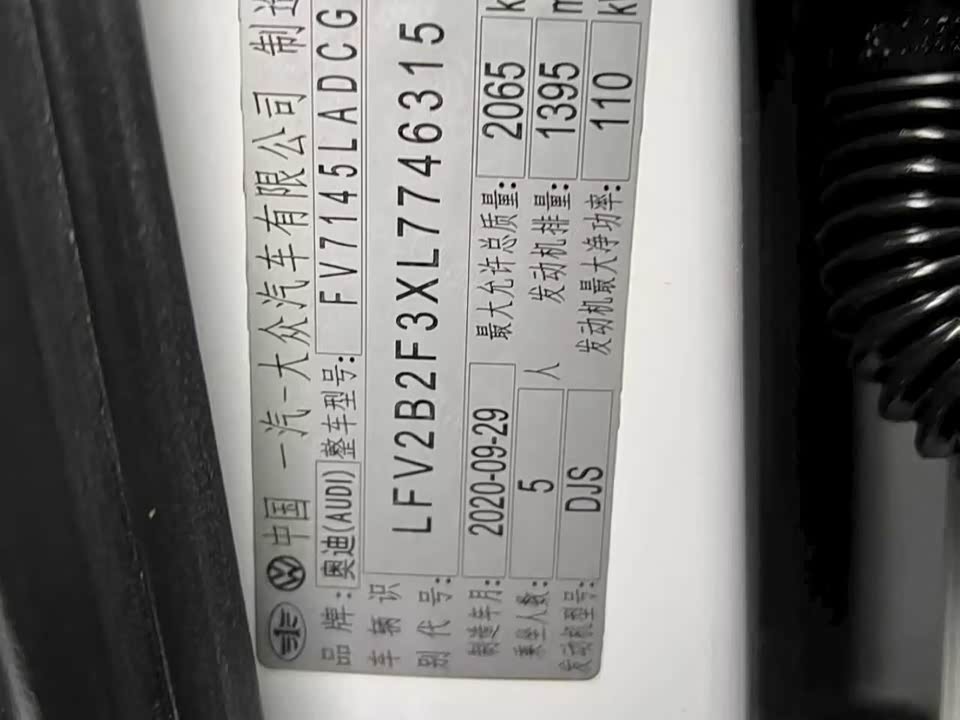 中国 一汽-大众汽车有限公司 制造
品牌: 奥迪(AUDI) 整车型号: FV7145LADCG
车辆识别代号: LFV2B2F3XL7746315
制造年月: 2020-09-29 最大允许总质量: 2065 k
乘坐人数: 5 人 发动机排量: 1395 m
发动机型号: DJS 发动机最大净功率: 110 k